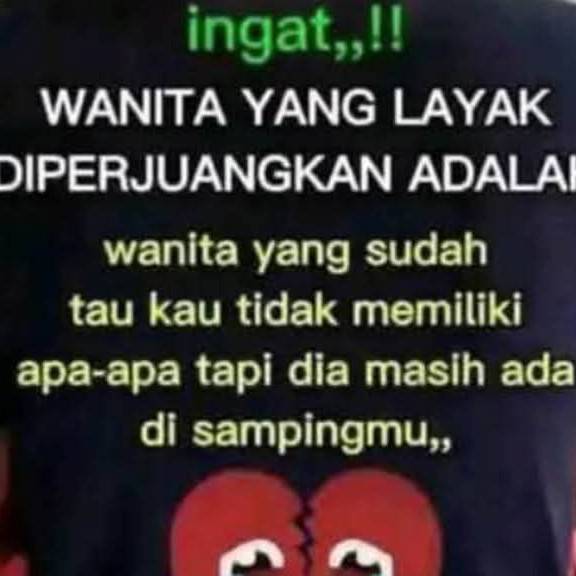 ingat,,!!
WANITA YANG LAYAK
DIPERJUANGKAN ADALAH
wanita yang sudah
tau kau tidak memiliki
apa-apa tapi dia masih ada
di sampingmu,,